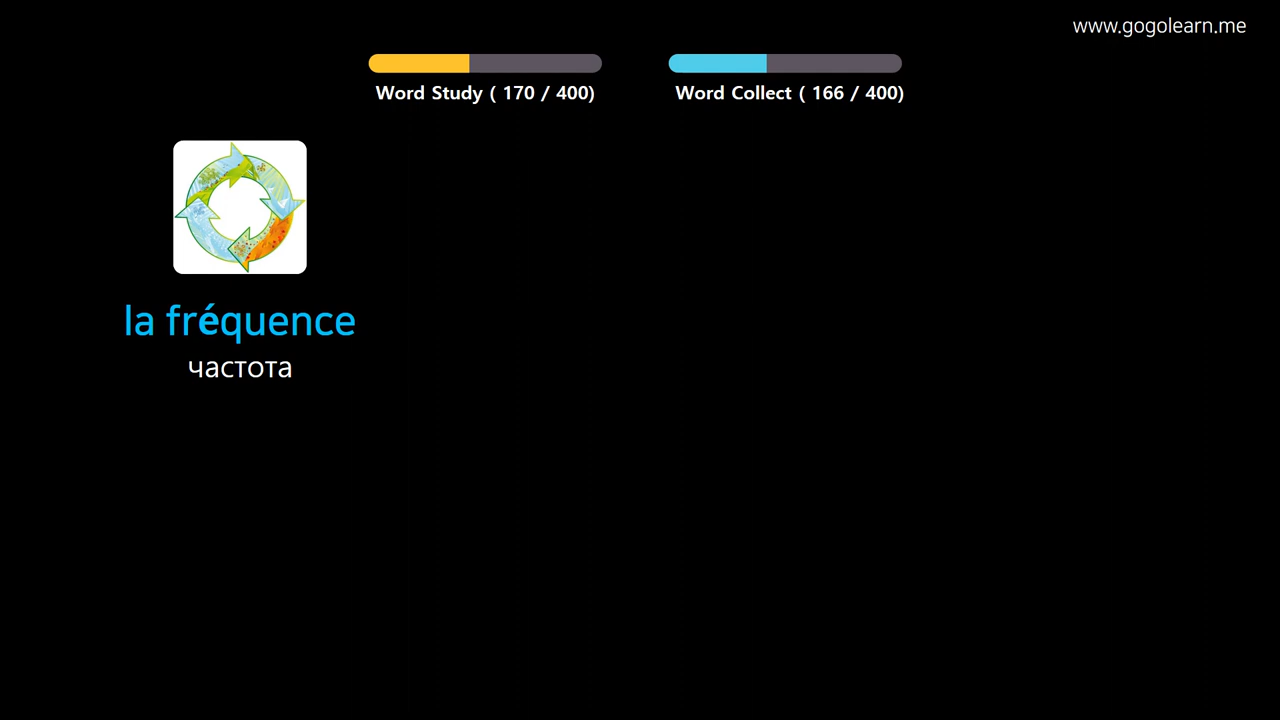 www.gogolearn.me
Word Study ( 170 / 400)
Word Collect ( 166 / 400)
la fréquence
частота